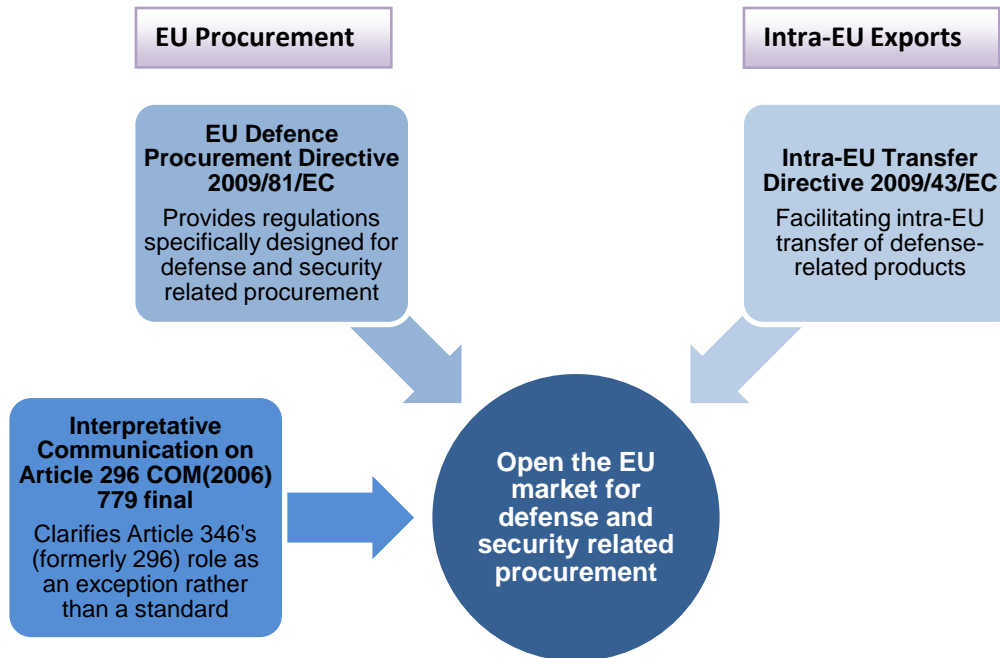 EU Procurement
Intra-EU Exports
EU Defence
Procurement Directive
2009/81/EC
Provides regulations
specifically designed for
defense and security
related procurement
Intra-EU Transfer
Directive 2009/43/EC
Facilitating intra-EU
transfer of defense-
related products
Interpretative
Communication on
Article 296 COM(2006)
779 final
Clarifies Article 346's
(formerly 296) role as
an exception rather
than a standard
Open the EU
market for
defense and
security related
procurement